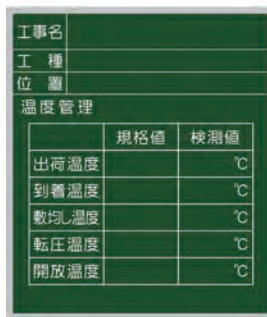 工事名
工 種
位 置
温度管理
規格値 検測値
出荷温度 ℃
到着温度 ℃
敷均し温度 ℃
転圧温度 ℃
開放温度 ℃